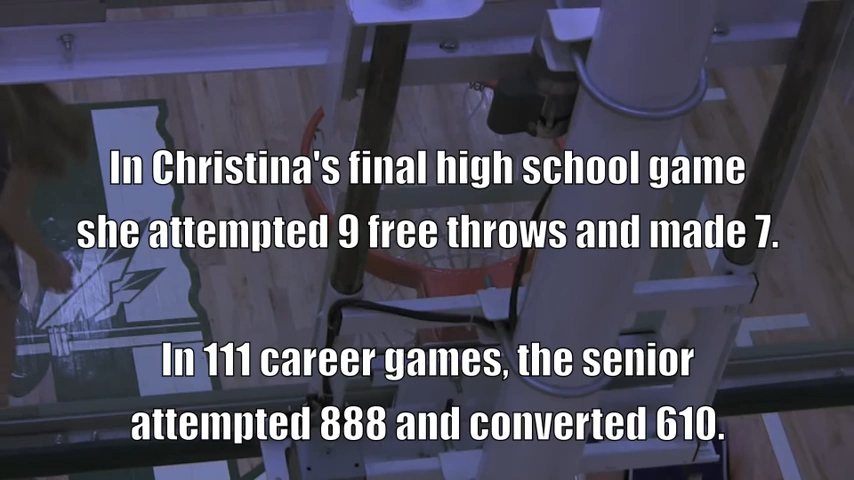 In Christina's final high school game
she attempted 9 free throws and made 7.
In 111 career games, the senior
attempted 888 and converted 610.